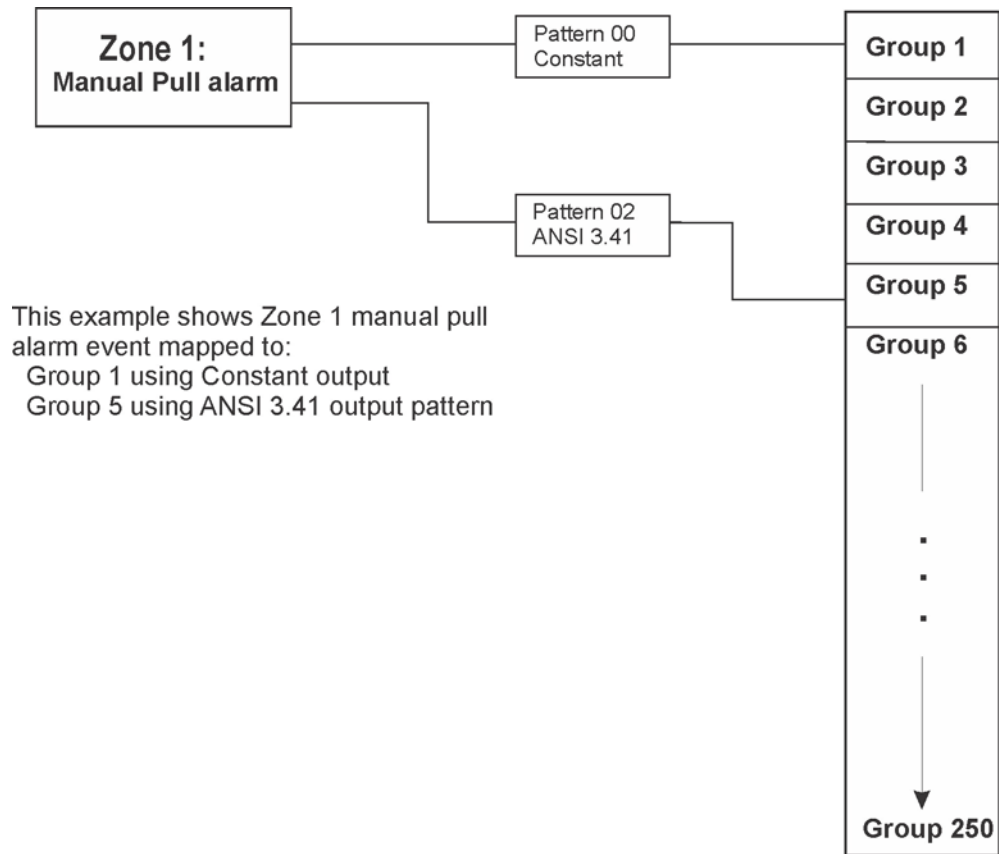 Zone 1:
Manual Pull alarm
Pattern 00
Constant
Pattern 02
ANSI 3.41
Group 1
Group 2
Group 3
Group 4
Group 5
Group 6
Group 250
This example shows Zone 1 manual pull
alarm event mapped to:
Group 1 using Constant output
Group 5 using ANSI 3.41 output pattern